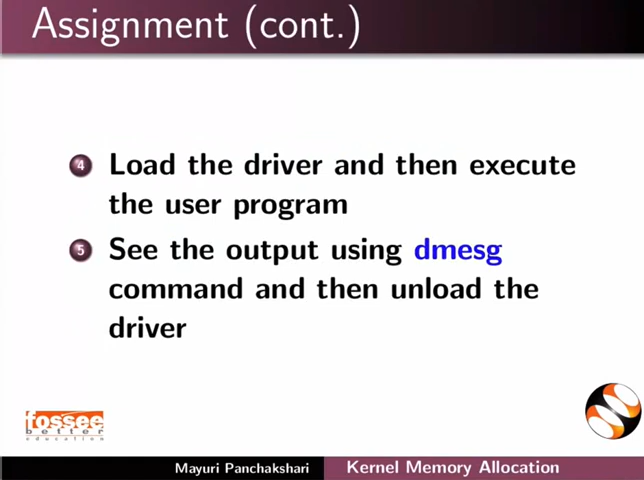 Assignment (cont.)
4 Load the driver and then execute
the user program
5 See the output using dmesg
command and then unload the
driver
fossee
better
education
Mayuri Panchakshari Kernel Memory Allocation